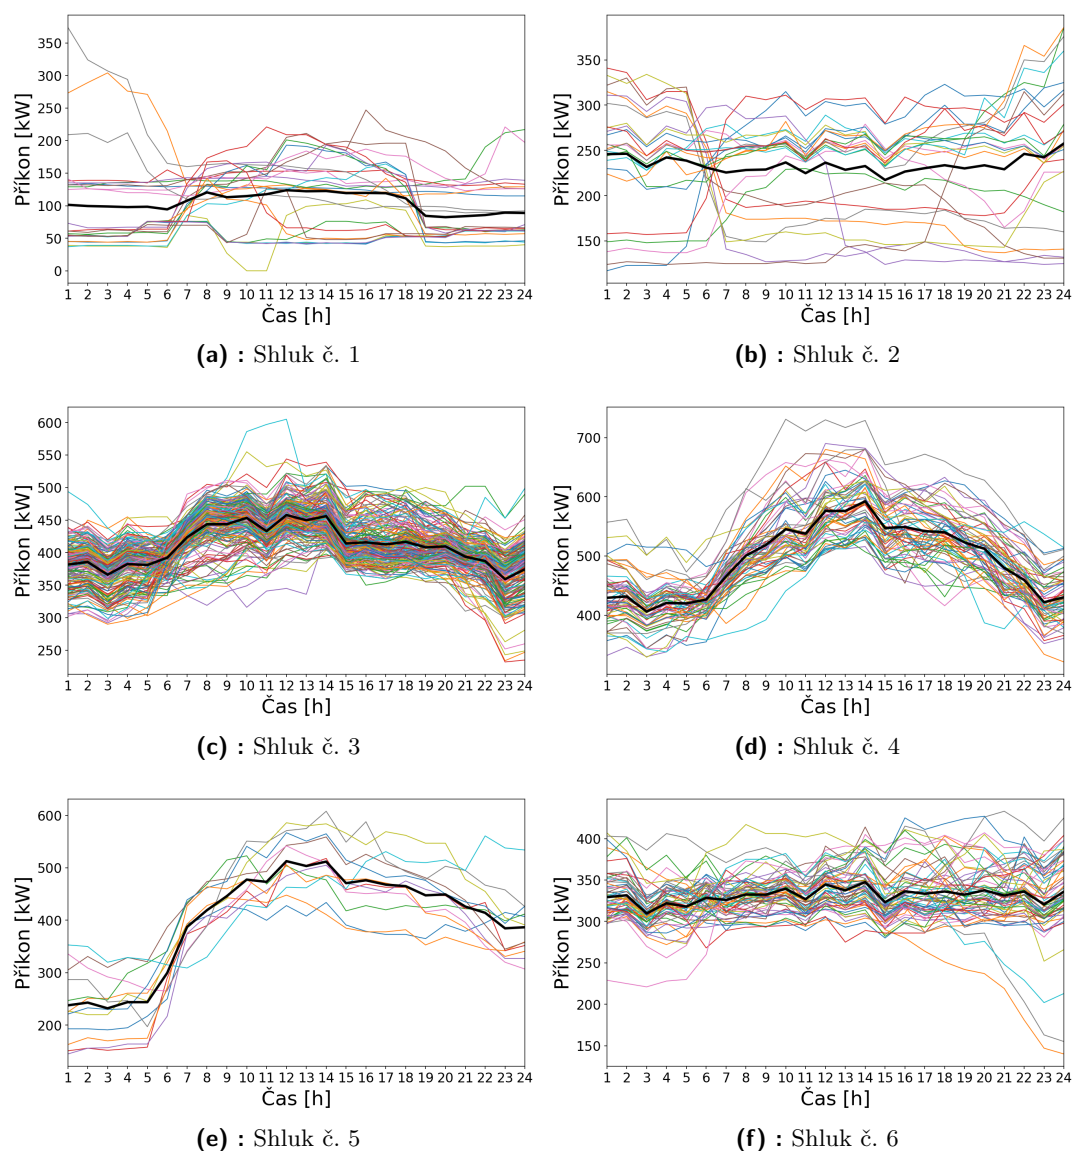 350
300
250
200
150
100
50
0
Příkon [kW]
1 2 3 4 5 6 7 8 9 10 11 12 13 14 15 16 17 18 19 20 21 22 23 24
Čas [h]
(a) : Shluk č. 1
350
300
250
200
150
Příkon [kW]
1 2 3 4 5 6 7 8 9 10 11 12 13 14 15 16 17 18 19 20 21 22 23 24
Čas [h]
(b) : Shluk č. 2
600
550
500
450
400
350
300
250
Příkon [kW]
1 2 3 4 5 6 7 8 9 10 11 12 13 14 15 16 17 18 19 20 21 22 23 24
Čas [h]
(c) : Shluk č. 3
700
600
500
400
Příkon [kW]
1 2 3 4 5 6 7 8 9 10 11 12 13 14 15 16 17 18 19 20 21 22 23 24
Čas [h]
(d) : Shluk č. 4
600
500
400
300
200
Příkon [kW]
1 2 3 4 5 6 7 8 9 10 11 12 13 14 15 16 17 18 19 20 21 22 23 24
Čas [h]
(e) : Shluk č. 5
400
350
300
250
200
150
Příkon [kW]
1 2 3 4 5 6 7 8 9 10 11 12 13 14 15 16 17 18 19 20 21 22 23 24
Čas [h]
(f) : Shluk č. 6